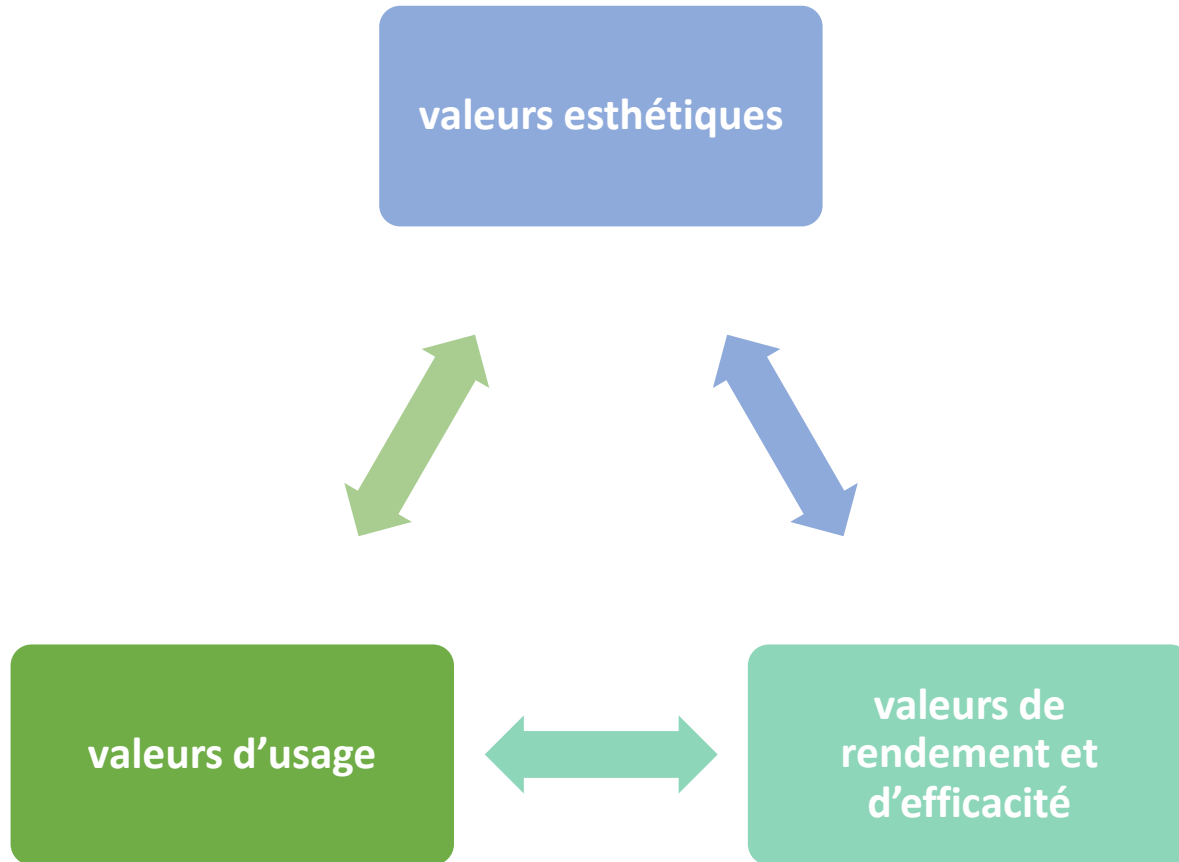 valeurs esthétiques
valeurs d’usage
valeurs de
rendement et
d’efficacité